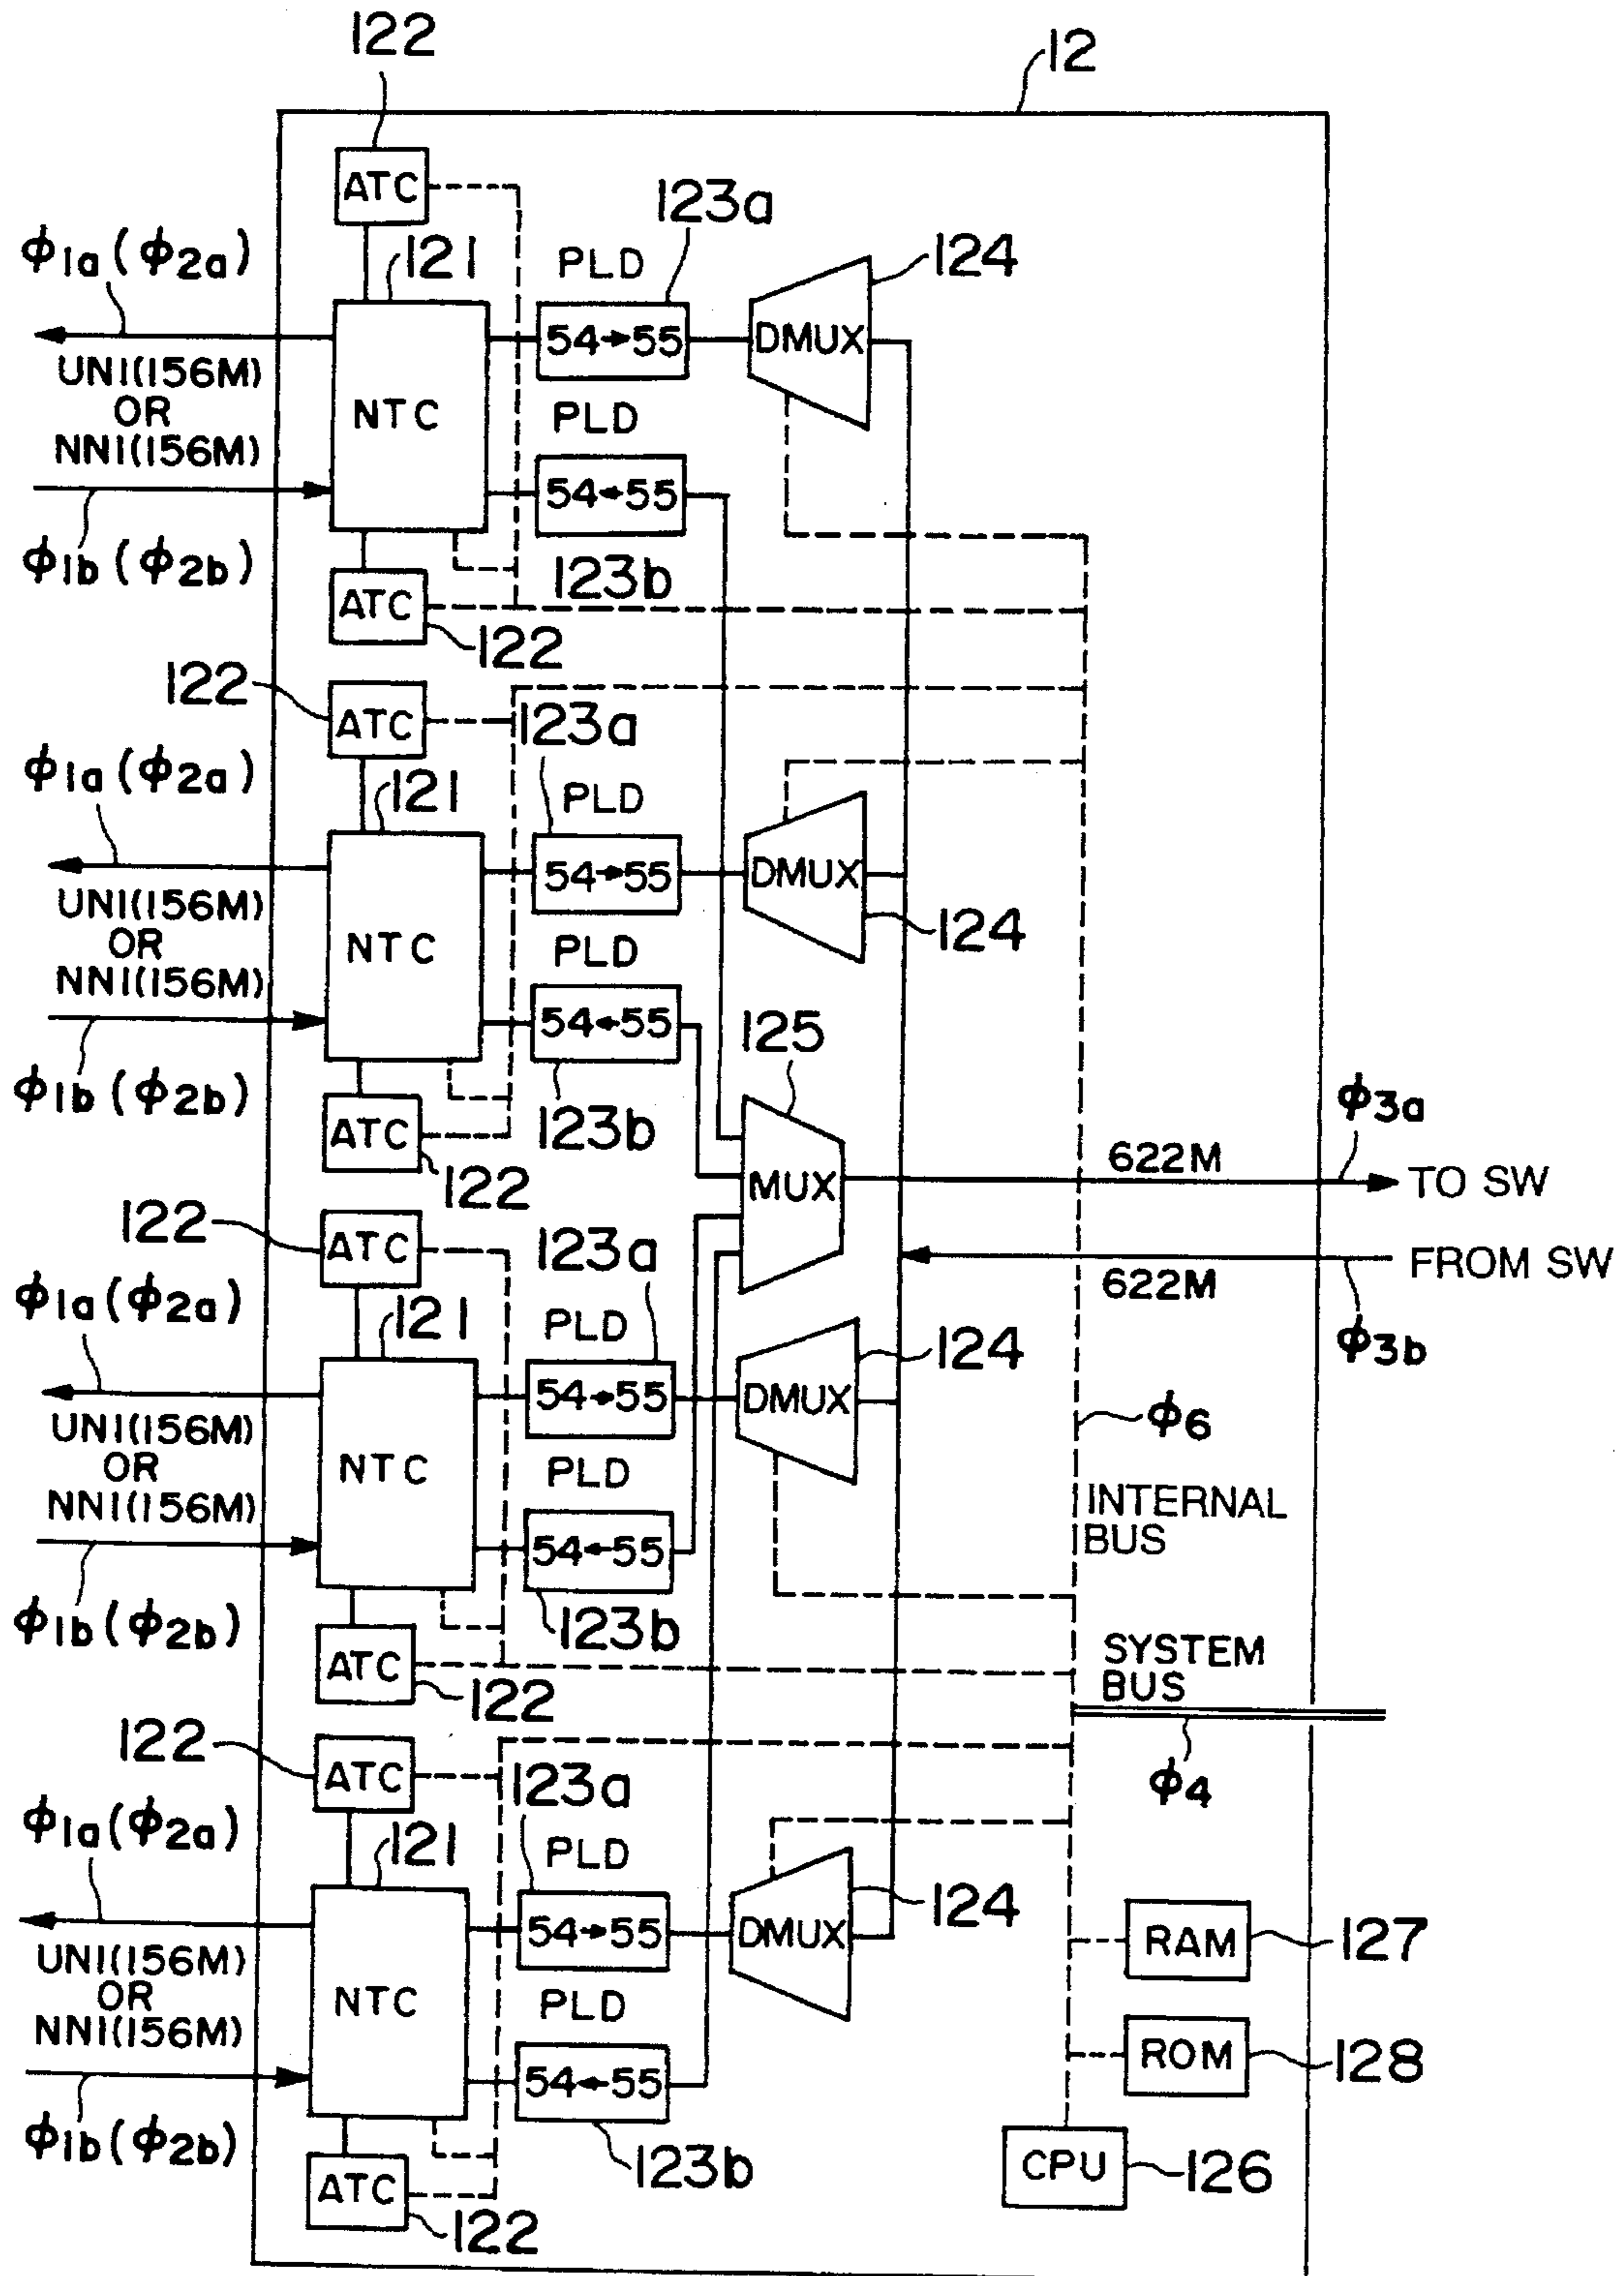 122
12
ATC
123a
ϕ1a(ϕ2a)
121
PLD
124
54→55
DMUX
UNI(156M)
OR
NNI(156M)
NTC
PLD
54←55
ϕ1b(ϕ2b)
123b
ATC
122
122
ATC
123a
ϕ1a(ϕ2a)
121
PLD
54→55
DMUX
UNI(156M)
OR
NNI(156M)
NTC
PLD
124
54←55
125
ϕ1b(ϕ2b)
ATC
123b
122
MUX
622M
ϕ3a
TO SW
122
ATC
123a
FROM SW
622M
ϕ3b
ϕ1a(ϕ2a)
121
PLD
124
54→55
DMUX
ϕ6
UNI(156M)
OR
NNI(156M)
NTC
PLD
INTERNAL
BUS
54←55
ϕ1b(ϕ2b)
123b
ATC
122
SYSTEM
BUS
ϕ4
122
ATC
123a
ϕ1a(ϕ2a)
121
PLD
124
54→55
DMUX
RAM
127
UNI(156M)
OR
NNI(156M)
NTC
PLD
54←55
ROM
128
ϕ1b(ϕ2b)
123b
CPU
126
ATC
122